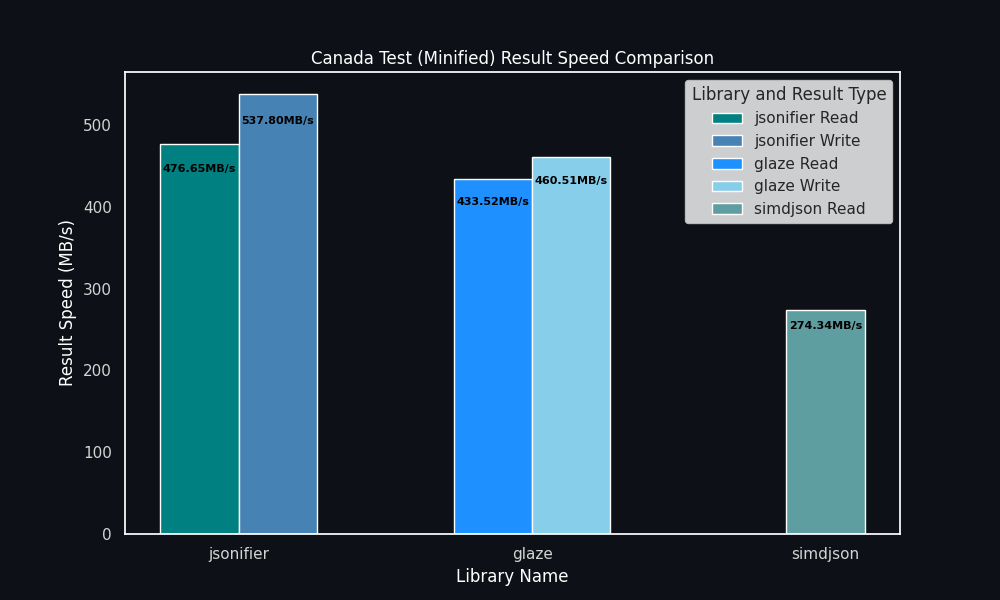 Canada Test (Minified) Result Speed Comparison
Library and Result Type
jsonifier Read
jsonifier Write
glaze Read
glaze Write
simdjson Read
537.80MB/s
476.65MB/s
460.51MB/s
433.52MB/s
274.34MB/s
Result Speed (MB/s)
500
400
300
200
100
0
jsonifier
glaze
simdjson
Library Name